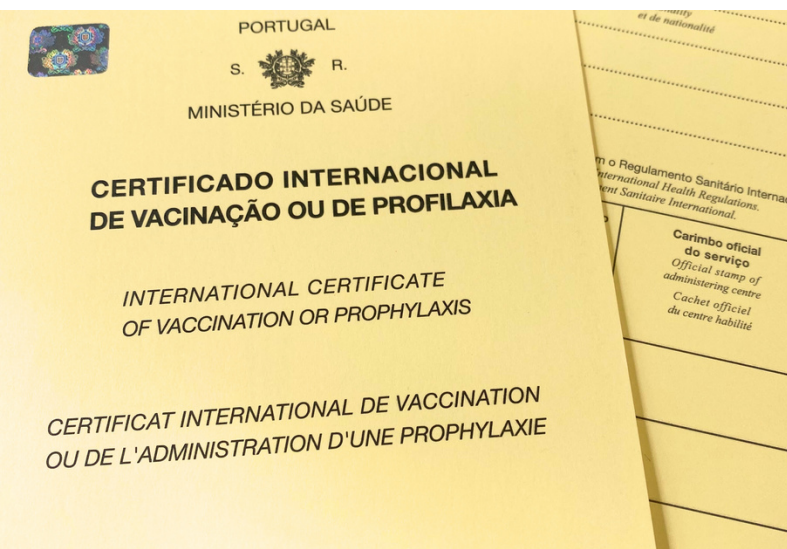 PORTUGAL
S. R.
MINISTÉRIO DA SAÚDE
CERTIFICADO INTERNACIONAL
DE VACINAÇÃO OU DE PROFILAXIA
INTERNATIONAL CERTIFICATE
OF VACCINATION OR PROPHYLAXIS
CERTIFICAT INTERNATIONAL DE VACCINATION
OU DE L'ADMINISTRATION D'UNE PROPHYLAXIE
et de nationalité
o Regulamento Sanitário
International Health Regulations.
Sanitaire International.
Carimbo oficial
do serviço
Official stamp of
administering centre
Cachet officiel
du centre habilité